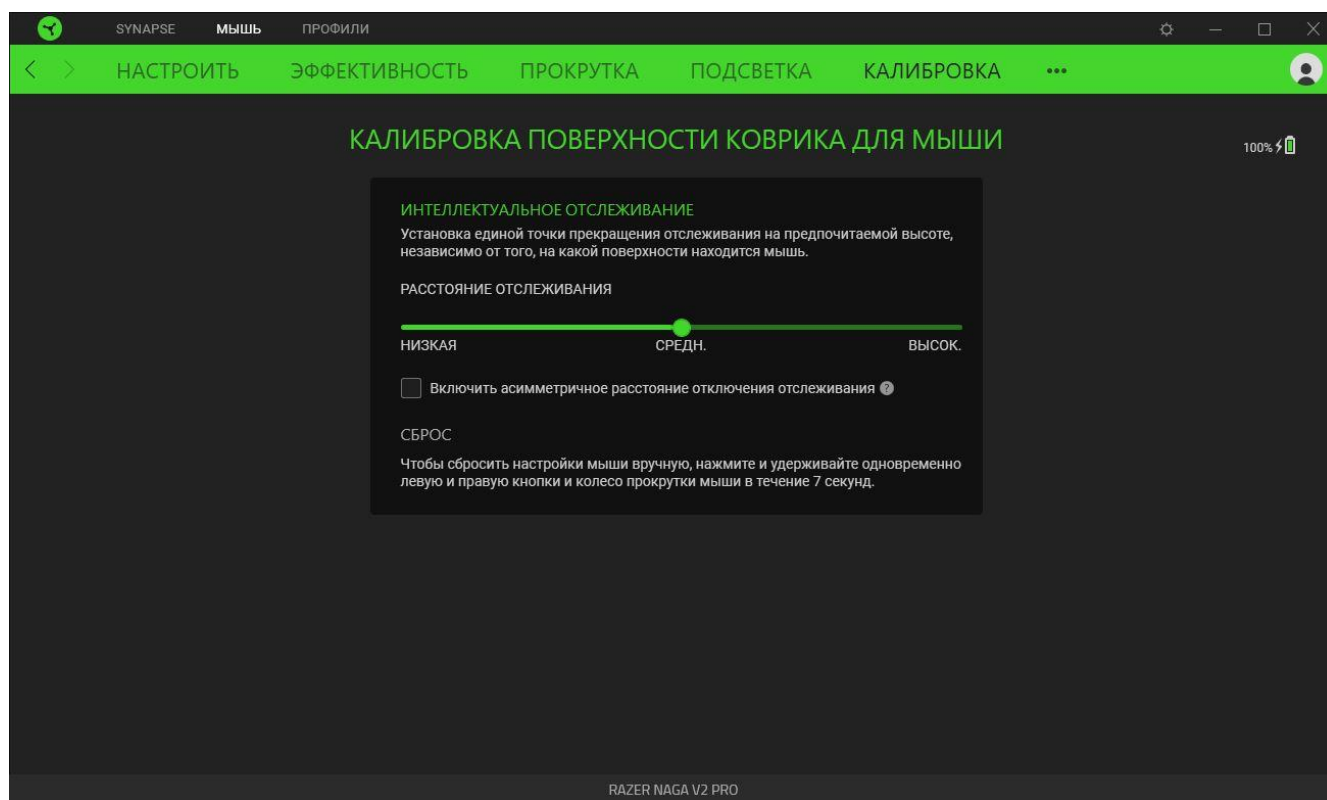 SYNAPSE МЫШЬ ПРОФИЛИ
НАСТРОИТЬ ЭФФЕКТИВНОСТЬ ПРОКРУТКА ПОДСВЕТКА КАЛИБРОВКА •••
КАЛИБРОВКА ПОВЕРХНОСТИ КОВРИКА ДЛЯ МЫШИ
100%
ИНТЕЛЛЕКТУАЛЬНОЕ ОТСЛЕЖИВАНИЕ
Установка единой точки прекращения отслеживания на предпочитаемой высоте,
независимо от того, на какой поверхности находится мышь.
РАССТОЯНИЕ ОТСЛЕЖИВАНИЯ
НИЗКАЯ СРЕДН. ВЫСОК.
Включить асимметричное расстояние отключения отслеживания ?
СБРОС
Чтобы сбросить настройки мыши вручную, нажмите и удерживайте одновременно
левую и правую кнопки и колесо прокрутки мыши в течение 7 секунд.
RAZER NAGA V2 PRO